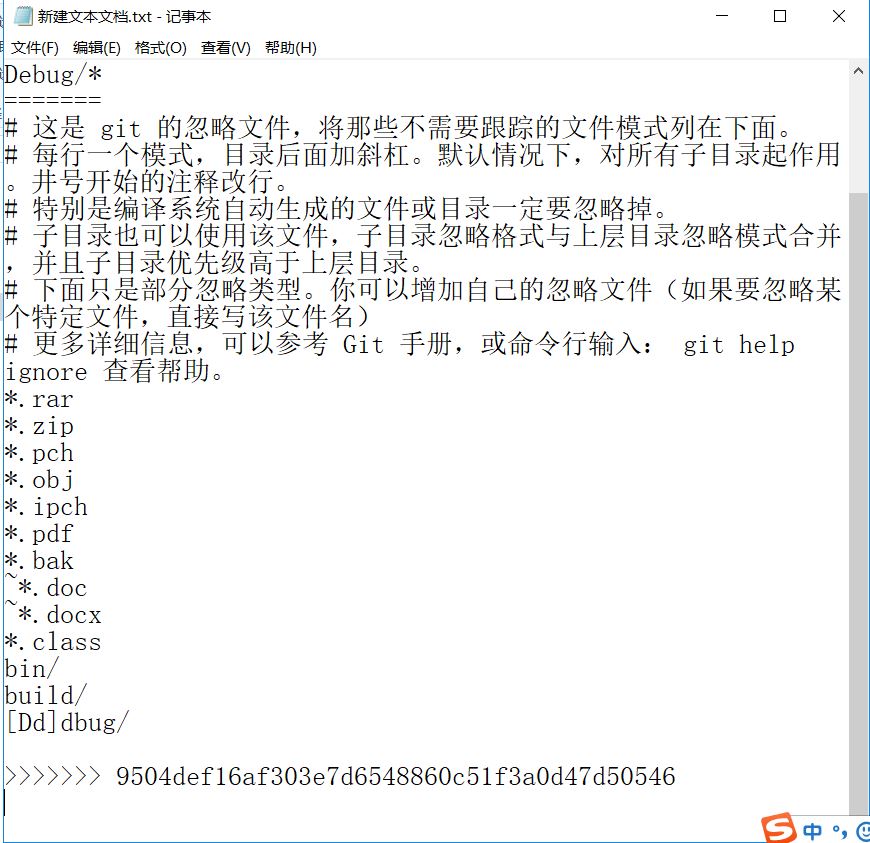 新建文本文档.txt - 记事本
文件(F) 编辑(E) 格式(O) 查看(V) 帮助(H)
Debug/*
=======
# 这是 git 的忽略文件，将那些不需要跟踪的文件模式列在下面。
# 每行一个模式，目录后面加斜杠。默认情况下，对所有子目录起作用
。井号开始的注释改行。
# 特别是编译系统自动生成的文件或目录一定要忽略掉。
# 子目录也可以使用该文件，子目录忽略格式与上层目录忽略模式合并
，并且子目录优先级高于上层目录。
# 下面只是部分忽略类型。你可以增加自己的忽略文件（如果要忽略某
个特定文件，直接写该文件名）
# 更多详细信息，可以参考 Git 手册，或命令行输入： git help
ignore 查看帮助。
*.rar
*.zip
*.pch
*.obj
*.ipch
*.pdf
*.bak
~*.doc
~*.docx
*.class
bin/
build/
[Dd]dbug/
>>>>>>> 9504def16af303e7d6548860c51f3a0d47d50546
S 中 °,